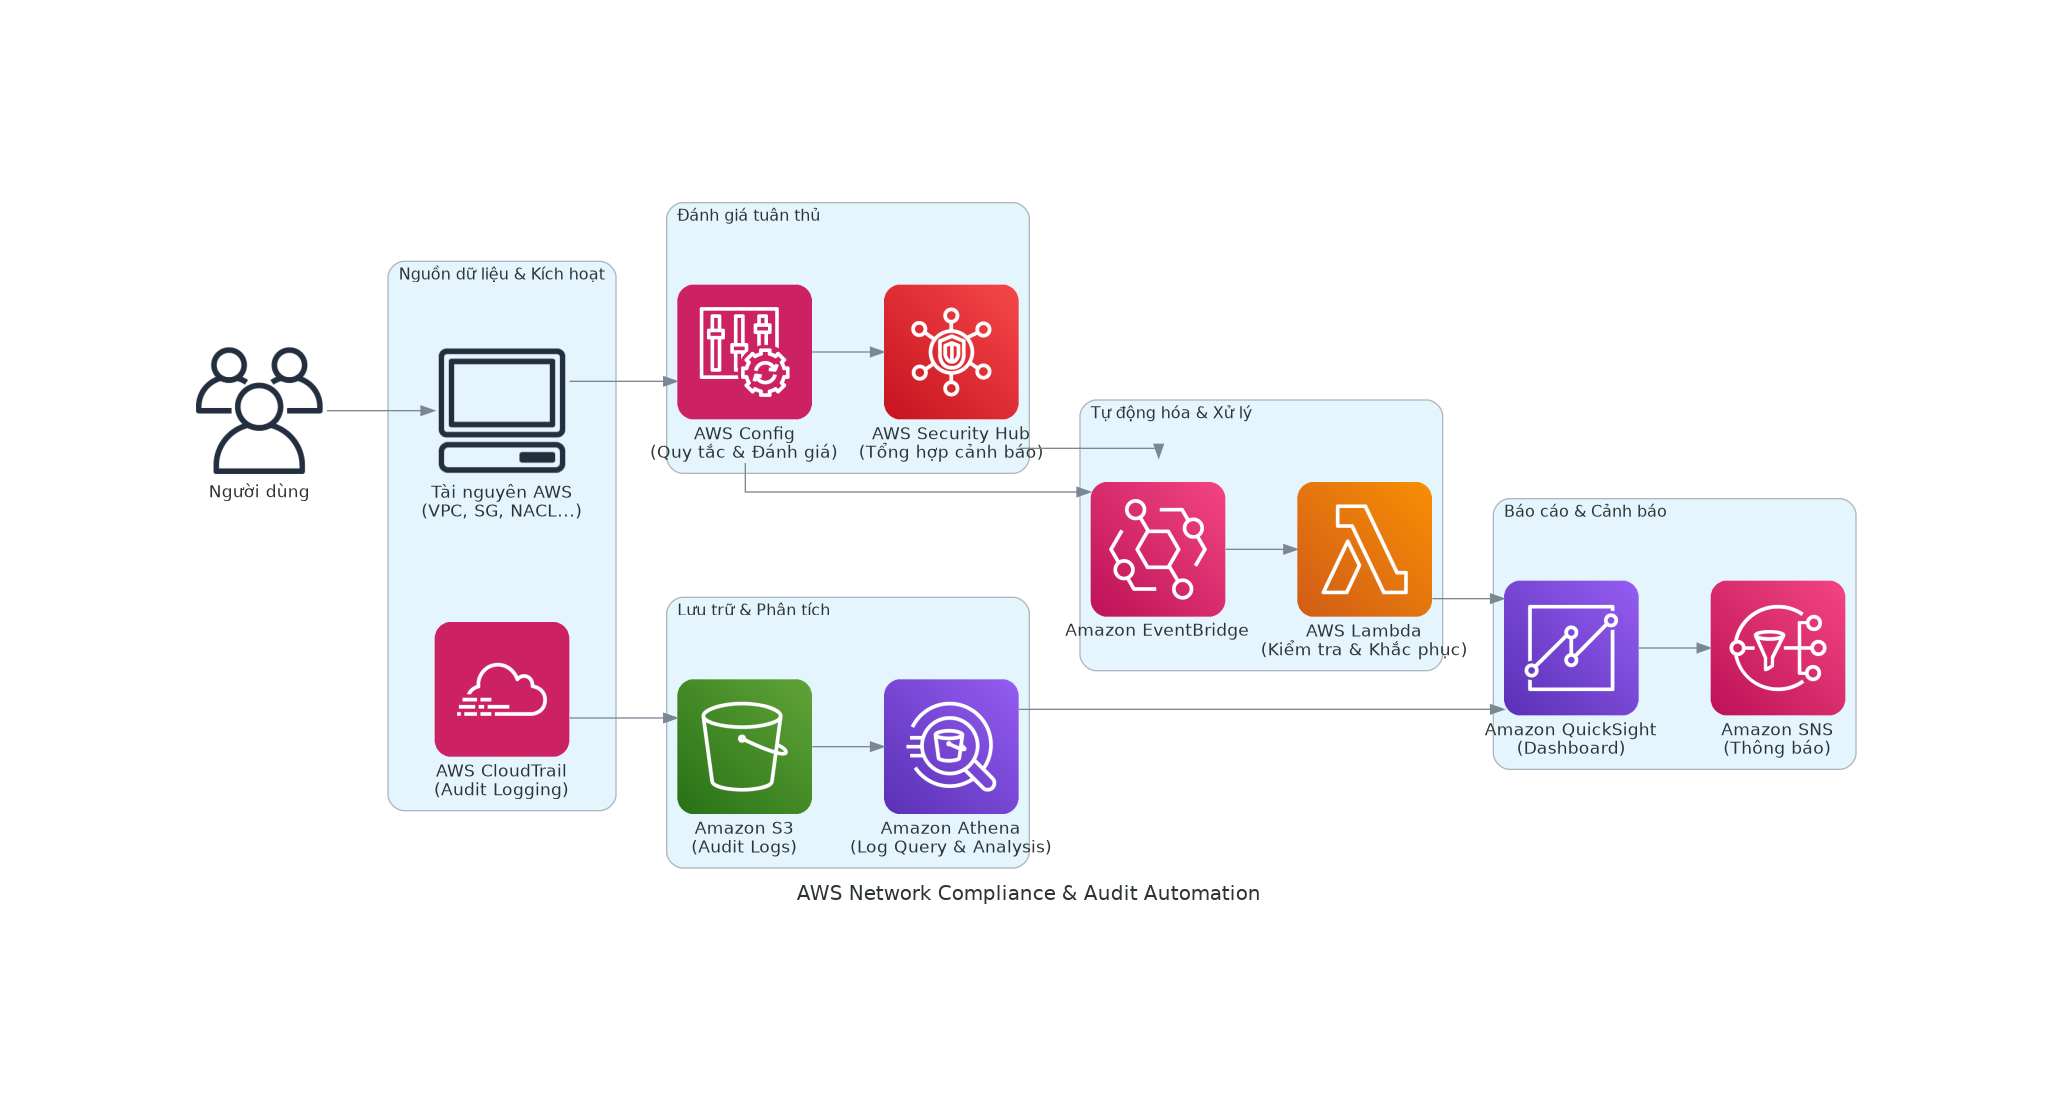 Người dùng
Nguồn dữ liệu & Kích hoạt
Tài nguyên AWS
(VPC, SG, NACL...)
AWS CloudTrail
(Audit Logging)
Đánh giá tuân thủ
AWS Config
(Quy tắc & Đánh giá)
AWS Security Hub
(Tổng hợp cảnh báo)
Lưu trữ & Phân tích
Amazon S3
(Audit Logs)
Amazon Athena
(Log Query & Analysis)
Tự động hóa & Xử lý
Amazon EventBridge
AWS Lambda
(Kiểm tra & Khắc phục)
Báo cáo & Cảnh báo
Amazon QuickSight
(Dashboard)
Amazon SNS
(Thông báo)
AWS Network Compliance & Audit Automation